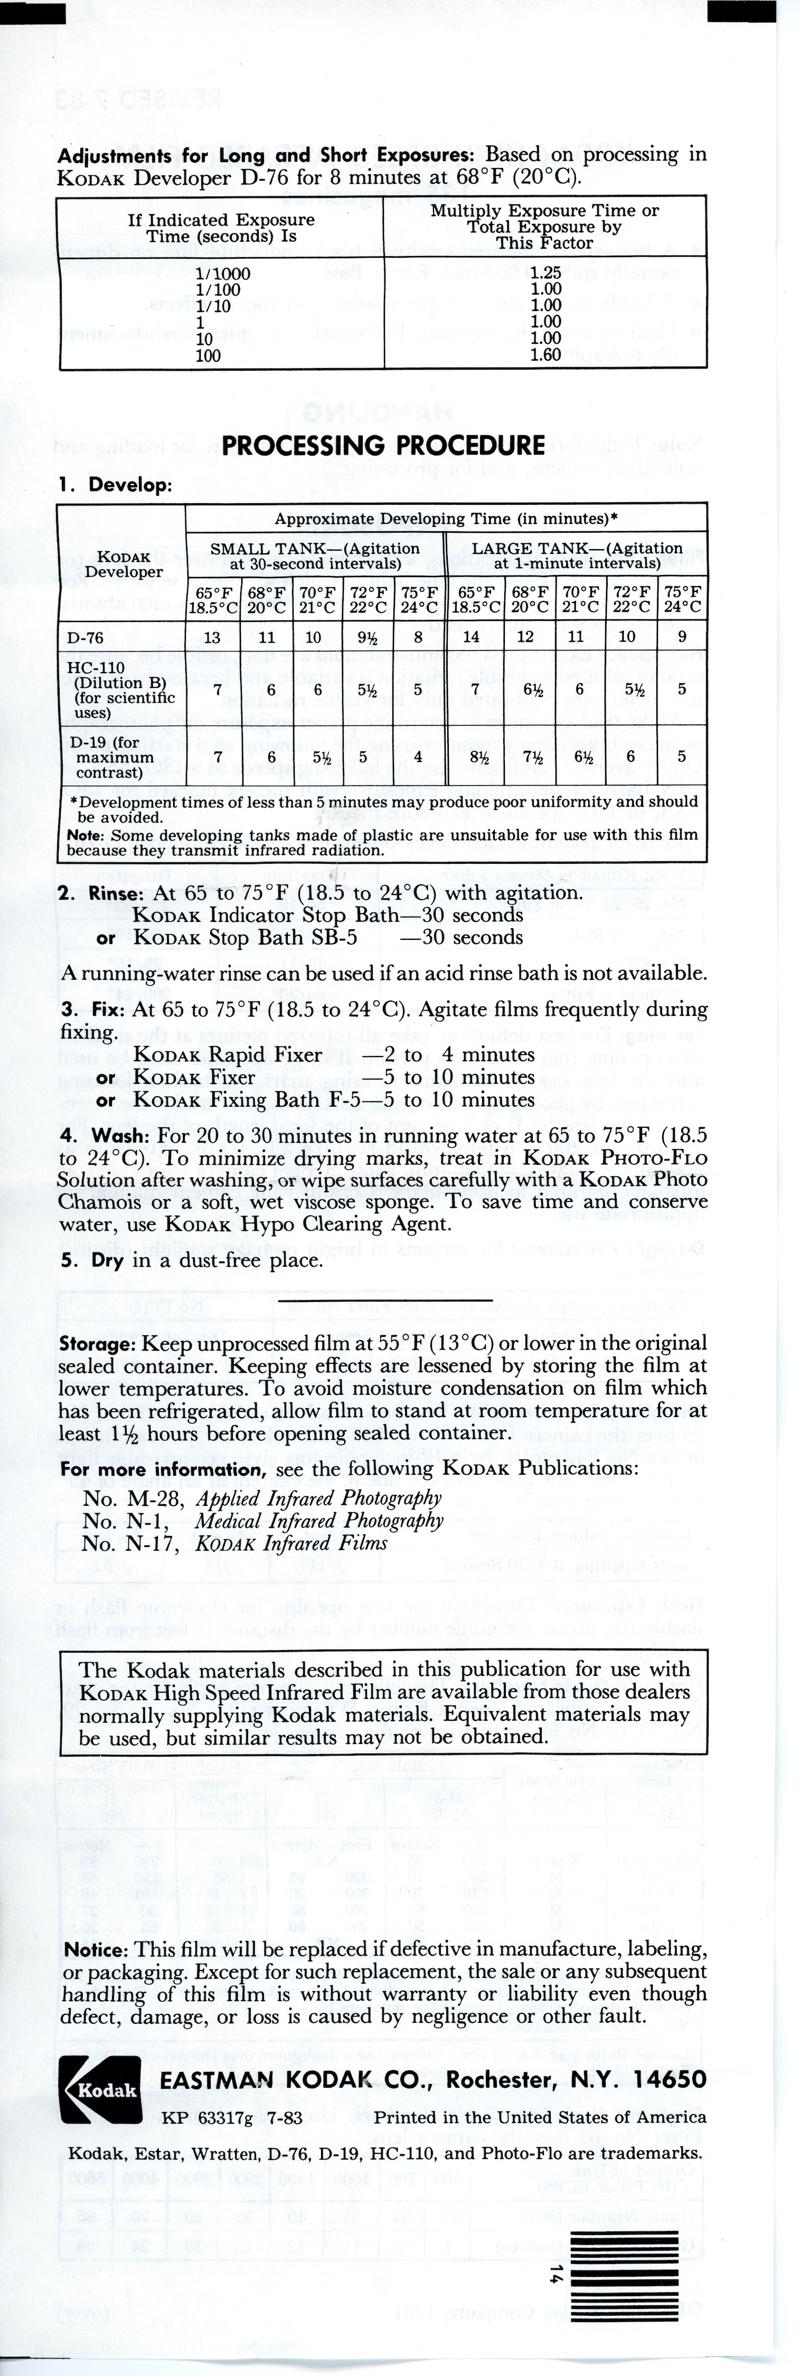 Adjustments for Long and Short Exposures: Based on processing in
KODAK Developer D-76 for 8 minutes at 68°F (20°C).
If Indicated Exposure Time (seconds) Is | Multiply Exposure Time or Total Exposure by This Factor
1/1000 1.25
1/100 1.00
1/10 1.00
1 1.00
10 1.00
100 1.60
PROCESSING PROCEDURE
1. Develop:
KODAK Developer | Approximate Developing Time (in minutes)*
SMALL TANK—(Agitation at 30-second intervals) | LARGE TANK—(Agitation at 1-minute intervals)
65°F 68°F 70°F 72°F 75°F 65°F 68°F 70°F 72°F 75°F
18.5°C 20°C 21°C 22°C 24°C 18.5°C 20°C 21°C 22°C 24°C
D-76 13 11 10 9½ 8 14 12 11 10 9
HC-110
(Dilution B)
(for scientific 7 6 6 5½ 5 7 6½ 6 5½ 5
uses)
D-19 (for
maximum 7 6 5½ 5 4 8½ 7½ 6½ 6 5
contrast)
*Development times of less than 5 minutes may produce poor uniformity and should
be avoided.
Note: Some developing tanks made of plastic are unsuitable for use with this film
because they transmit infrared radiation.
2. Rinse: At 65 to 75°F (18.5 to 24°C) with agitation.
KODAK Indicator Stop Bath—30 seconds
or KODAK Stop Bath SB-5 —30 seconds
A running-water rinse can be used if an acid rinse bath is not available.
3. Fix: At 65 to 75°F (18.5 to 24°C). Agitate films frequently during
fixing.
KODAK Rapid Fixer —2 to 4 minutes
or KODAK Fixer —5 to 10 minutes
or KODAK Fixing Bath F-5—5 to 10 minutes
4. Wash: For 20 to 30 minutes in running water at 65 to 75°F (18.5
to 24°C). To minimize drying marks, treat in KODAK PHOTO-FLO
Solution after washing, or wipe surfaces carefully with a KODAK Photo
Chamois or a soft, wet viscose sponge. To save time and conserve
water, use KODAK Hypo Clearing Agent.
5. Dry in a dust-free place.
Storage: Keep unprocessed film at 55°F (13°C) or lower in the original
sealed container. Keeping effects are lessened by storing the film at
lower temperatures. To avoid moisture condensation on film which
has been refrigerated, allow film to stand at room temperature for at
least 1½ hours before opening sealed container.
For more information, see the following KODAK Publications:
No. M-28, Applied Infrared Photography
No. N-1, Medical Infrared Photography
No. N-17, KODAK Infrared Films
The Kodak materials described in this publication for use with
KODAK High Speed Infrared Film are available from those dealers
normally supplying Kodak materials. Equivalent materials may
be used, but similar results may not be obtained.
Notice: This film will be replaced if defective in manufacture, labeling,
or packaging. Except for such replacement, the sale or any subsequent
handling of this film is without warranty or liability even though
defect, damage, or loss is caused by negligence or other fault.
Kodak EASTMAN KODAK CO., Rochester, N.Y. 14650
KP 63317g 7-83 Printed in the United States of America
Kodak, Estar, Wratten, D-76, D-19, HC-110, and Photo-Flo are trademarks.
14